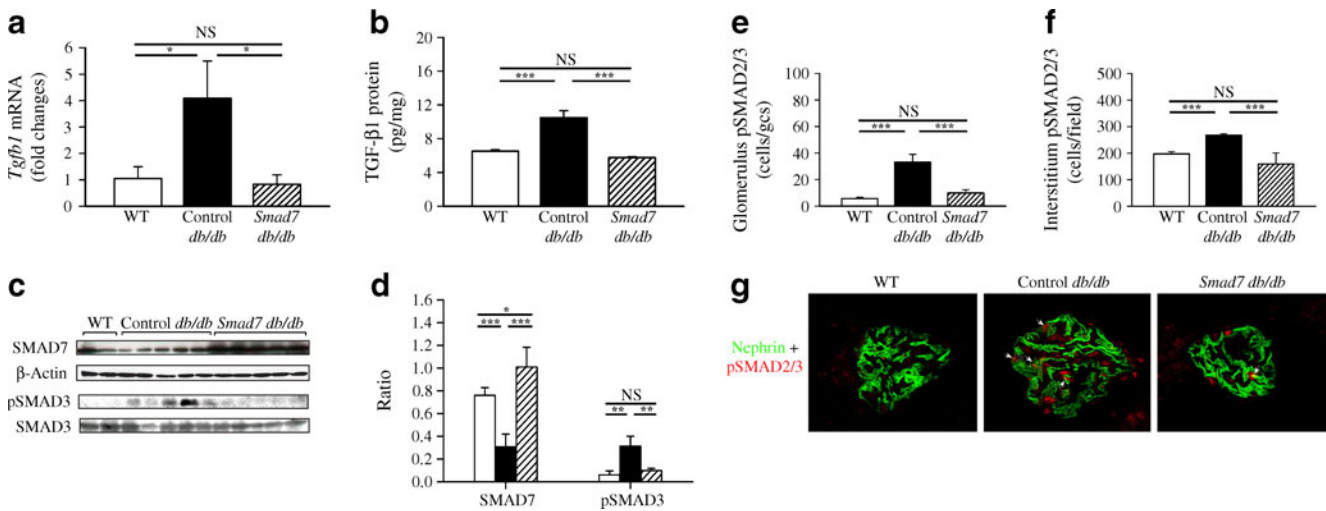 a
NS
*
*
Tgfb1 mRNA
(fold changes)
6
5
4
3
2
1
0
WT
Control
db/db
Smad7
db/db
b
NS
***
***
TGF-β1 protein
(pg/mg)
20
16
12
8
4
0
WT
Control
db/db
Smad7
db/db
e
NS
***
***
Glomerulus pSMAD2/3
(cells/gcs)
100
80
60
40
20
0
WT
Control
db/db
Smad7
db/db
f
NS
***
***
Interstitium pSMAD2/3
(cells/field)
500
400
300
200
100
0
WT
Control
db/db
Smad7
db/db
c
WT
Control db/db
Smad7 db/db
SMAD7
β-Actin
pSMAD3
SMAD3
d
*
***
***
NS
**
**
Ratio
1.6
1.4
1.2
1.0
0.8
0.6
0.4
0.2
0.0
SMAD7
pSMAD3
g
WT
Control db/db
Smad7 db/db
Nephrin +
pSMAD2/3